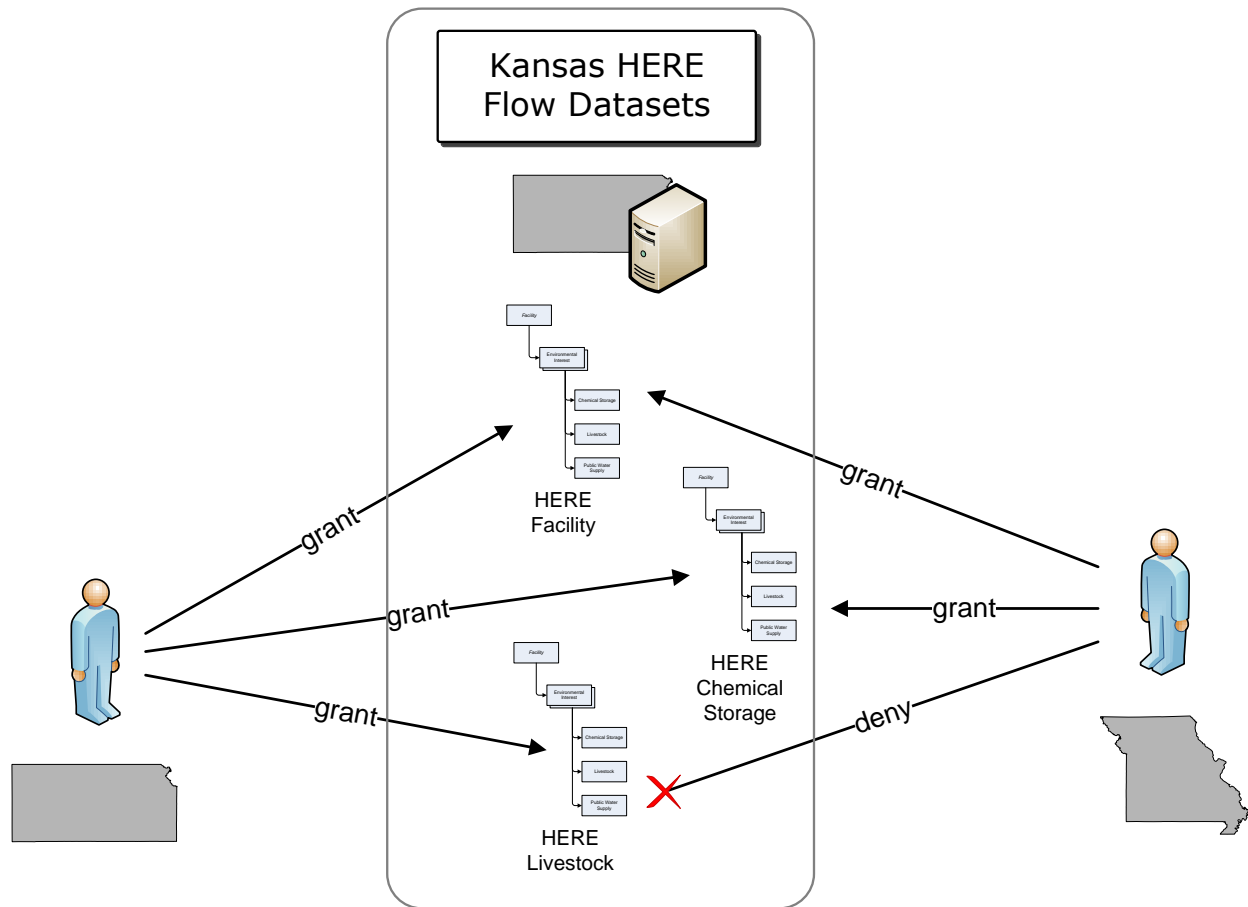 Kansas HERE
Flow Datasets
Facility
Environmental
Interest
Chemical Storage
Livestock
Public Water
Supply
HERE
Facility
grant
grant
Facility
Environmental
Interest
Chemical Storage
Livestock
Public Water
Supply
HERE
Chemical
Storage
grant
grant
Facility
Environmental
Interest
Chemical Storage
Livestock
Public Water
Supply
HERE
Livestock
grant
deny